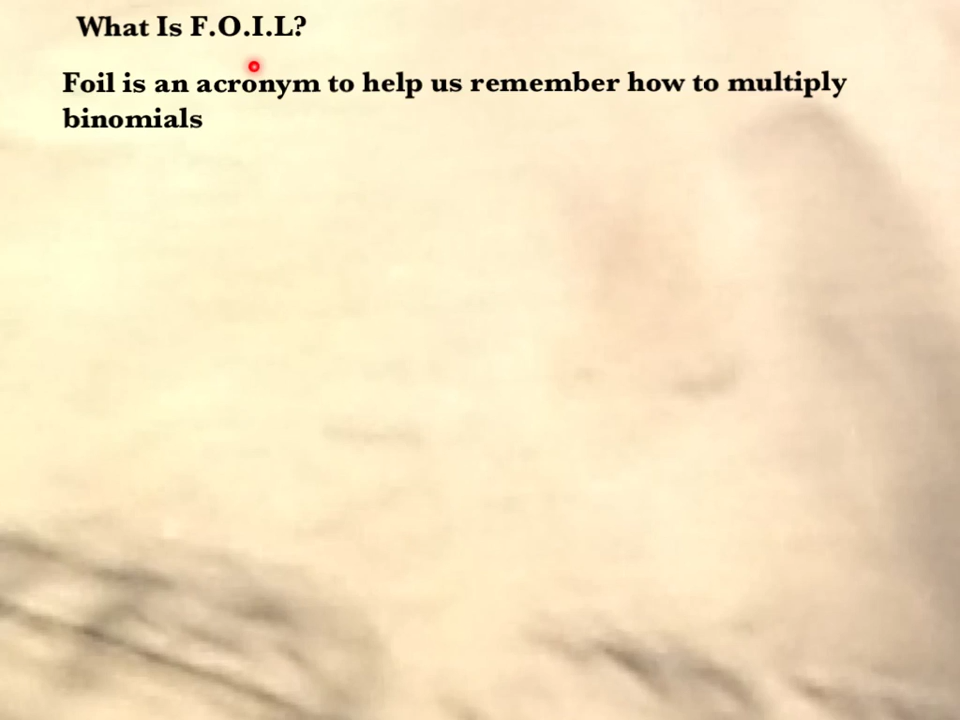 What Is F.O.I.L?
Foil is an acronym to help us remember how to multiply
binomials